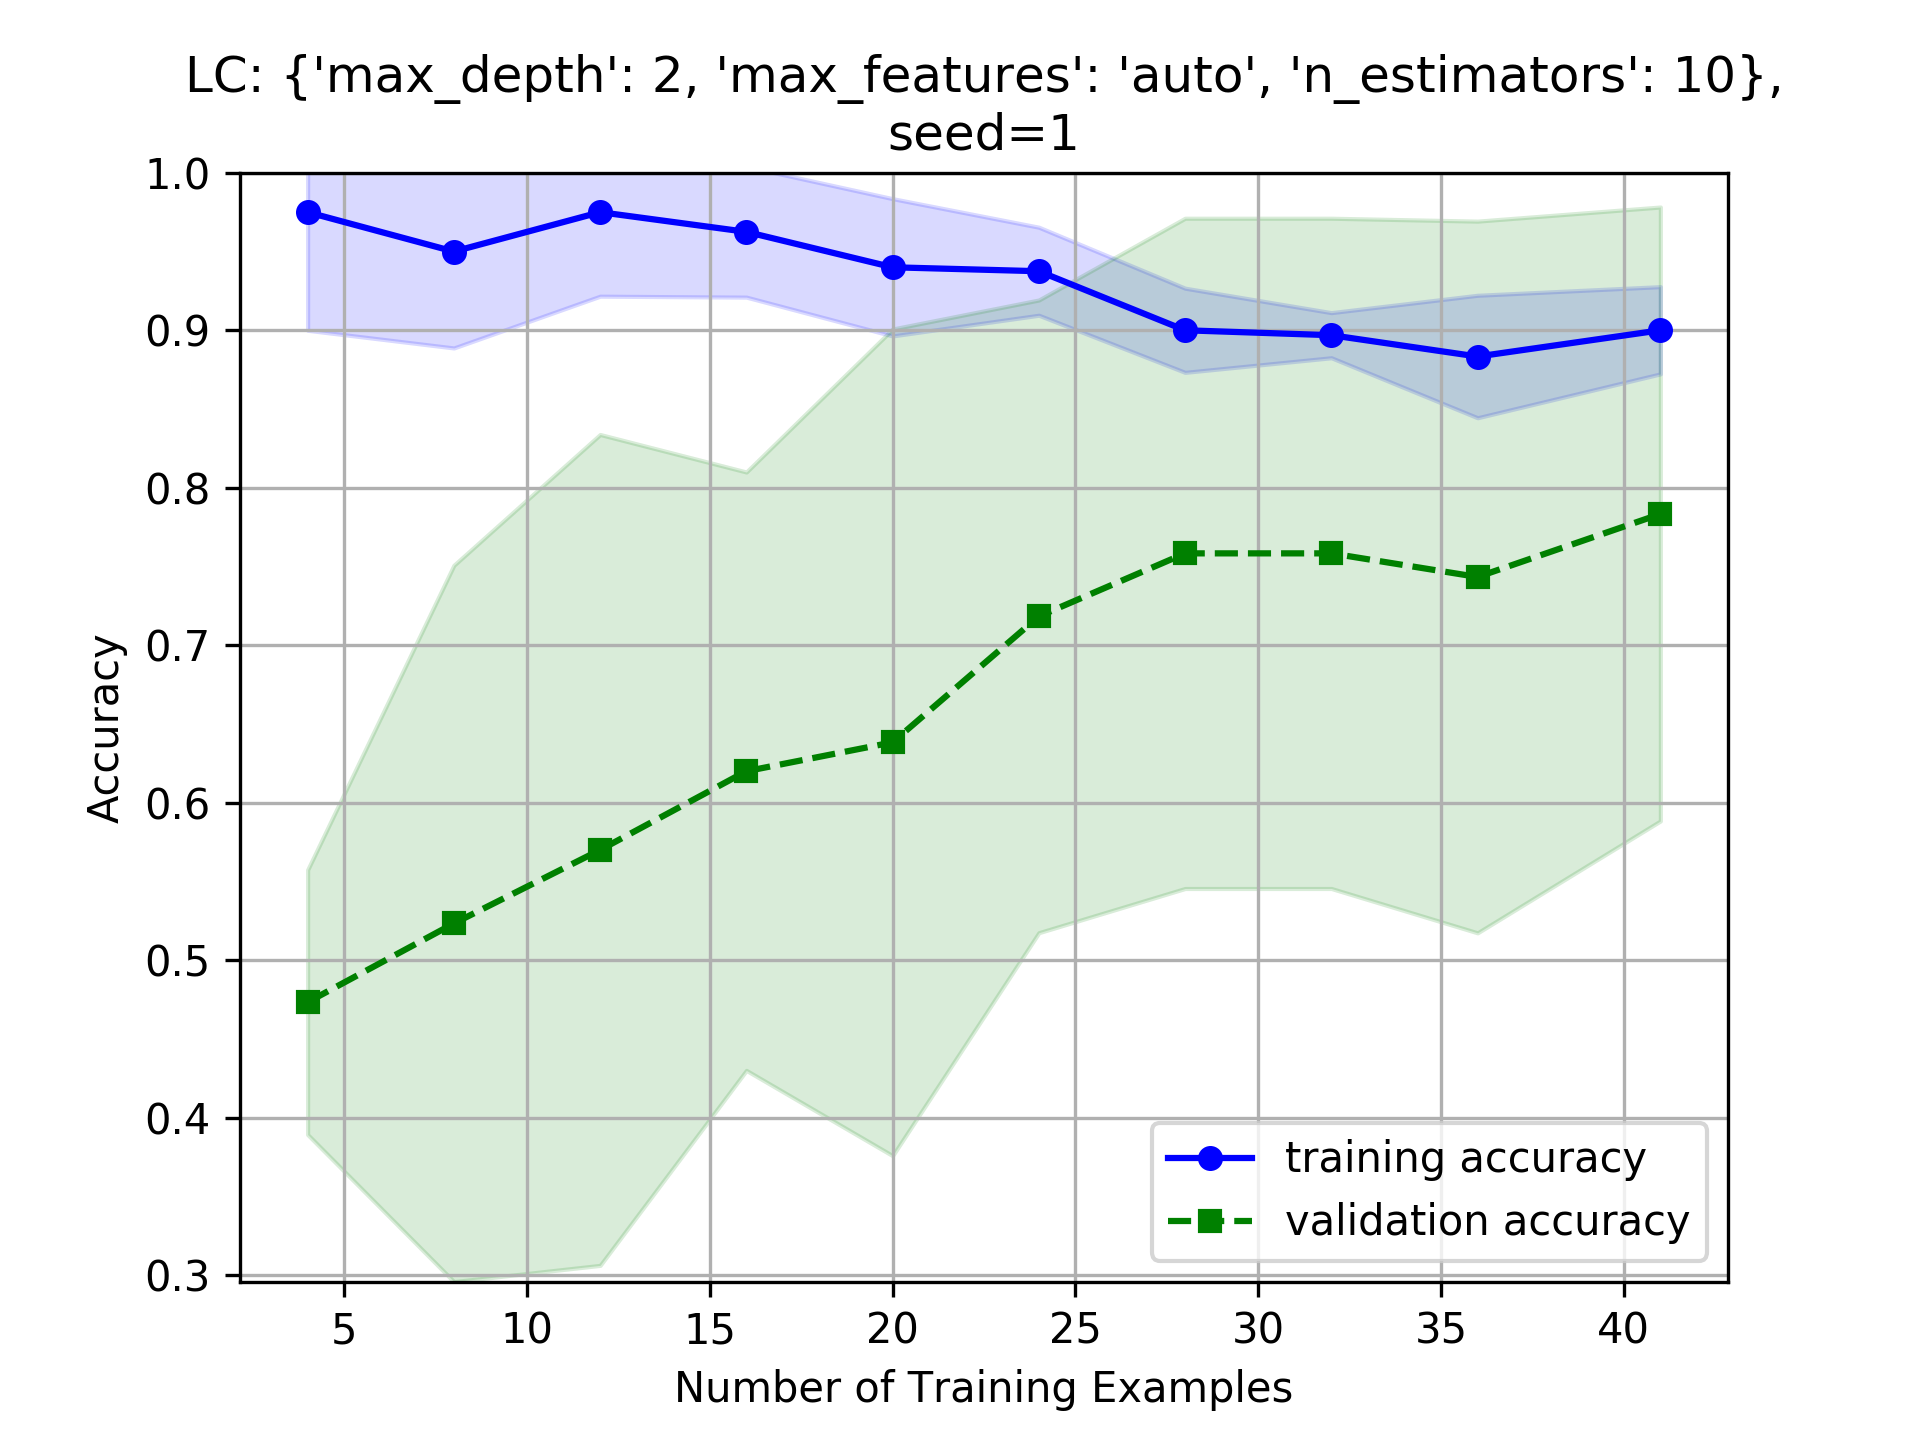 LC: {'max_depth': 2, 'max_features': 'auto', 'n_estimators': 10},
seed=1
1.0
0.9
0.8
0.7
0.6
0.5
0.4
0.3
Accuracy
training accuracy
validation accuracy
5 10 15 20 25 30 35 40
Number of Training Examples